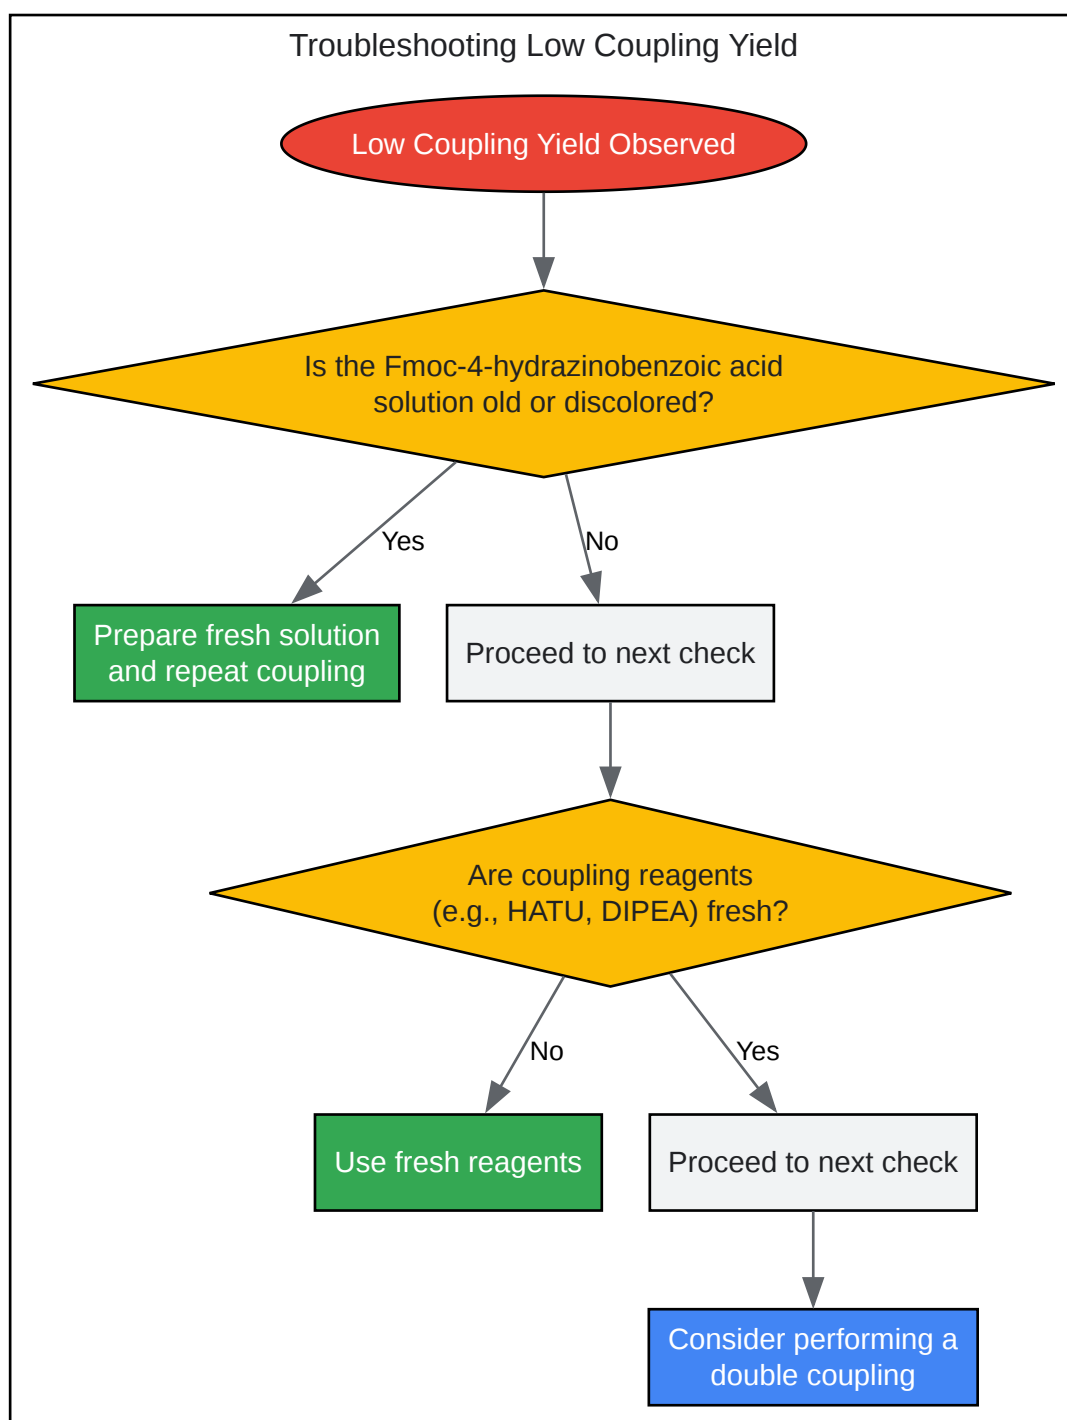 Troubleshooting Low Coupling Yield
Low Coupling Yield Observed
Is the Fmoc-4-hydrazinobenzoic acid
solution old or discolored?
Yes
No
Prepare fresh solution
and repeat coupling
Proceed to next check
Are coupling reagents
(e.g., HATU, DIPEA) fresh?
No
Yes
Use fresh reagents
Proceed to next check
Consider performing a
double coupling